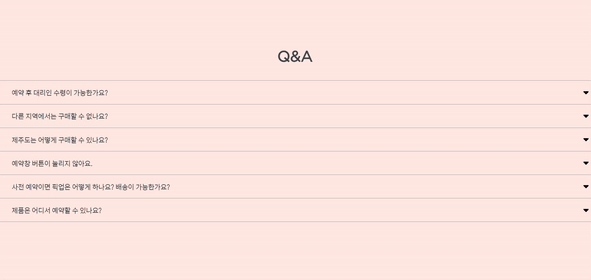 Q&A
예약 후 대리인 수령이 가능한가요?
다른 지역에서는 구매할 수 없나요?
제주도는 어떻게 구매할 수 있나요?
예약창 버튼이 눌리지 않아요.
사전 예약이면 픽업은 어떻게 하나요? 배송이 가능한가요?
제품은 어디서 예약할 수 있나요?